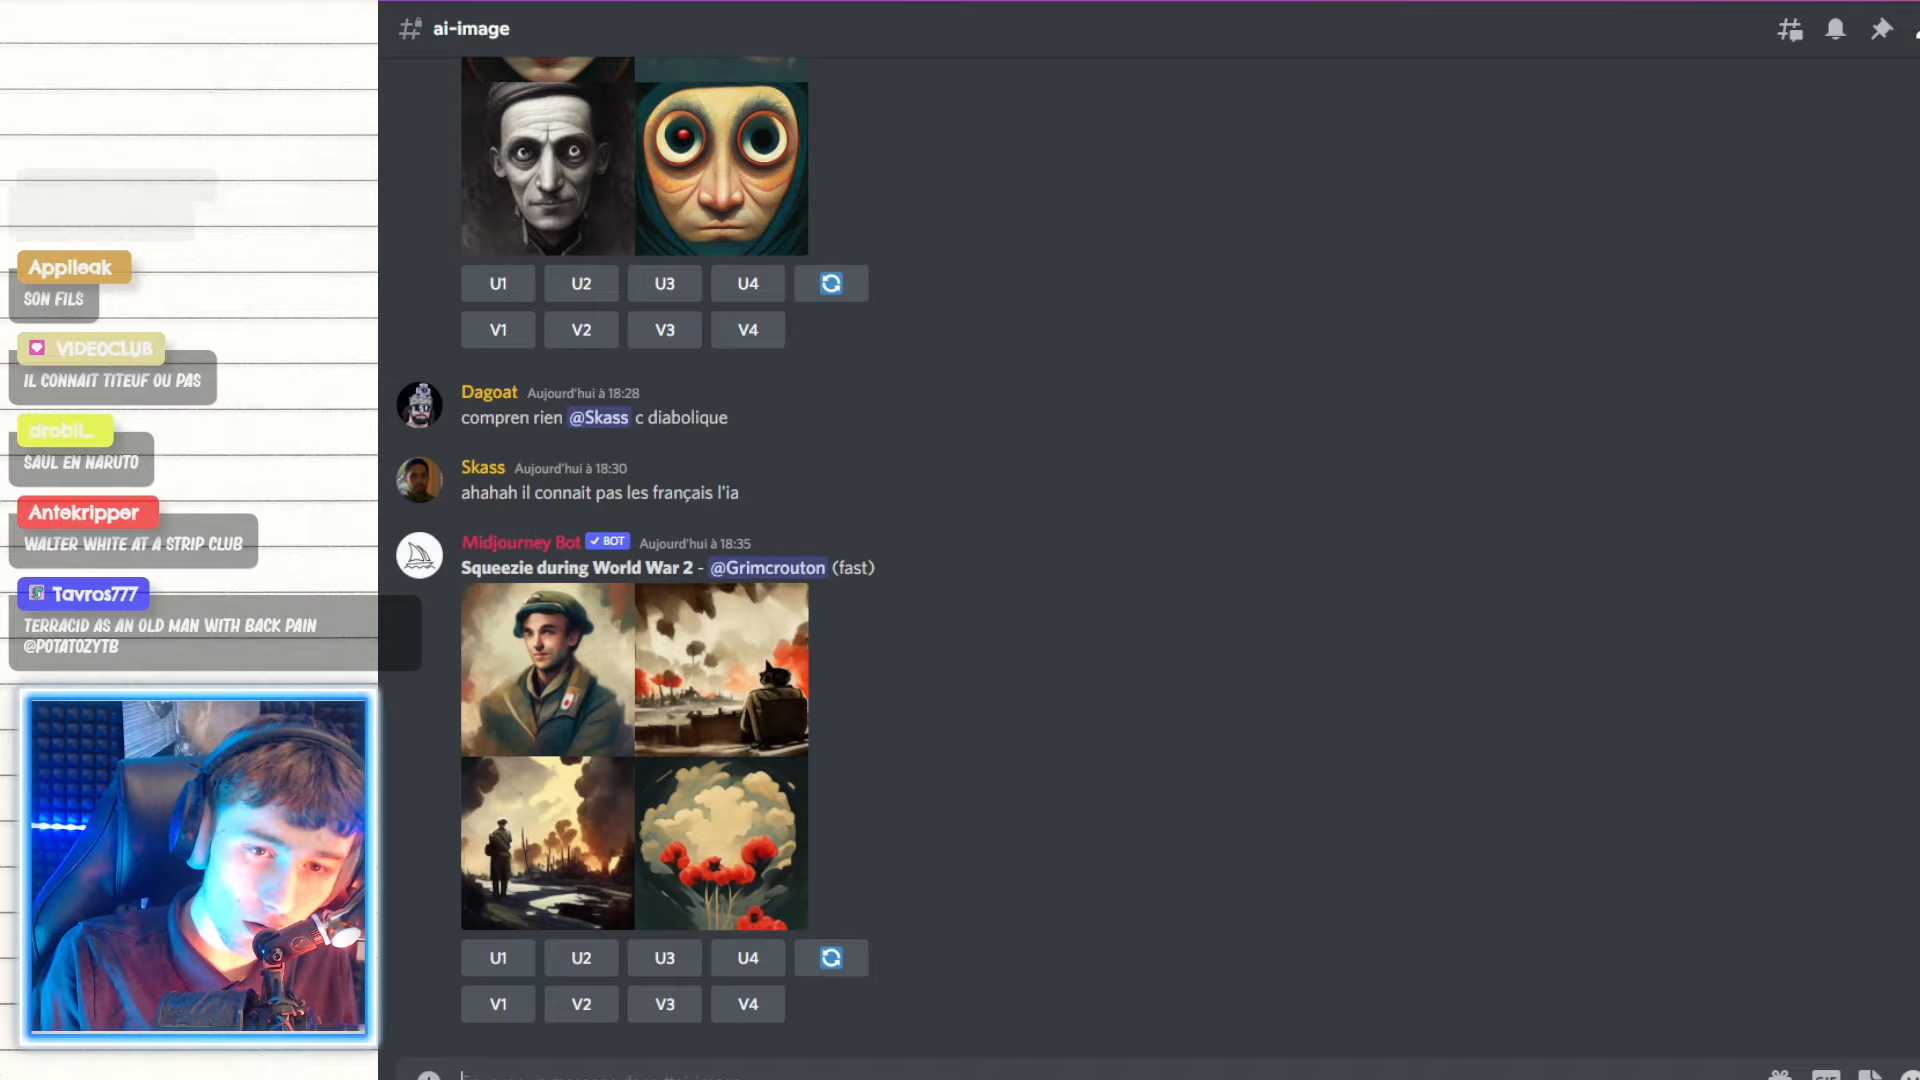 ai-image
Appileak
SON FILS
VIDEOCLUB
IL CONNAIT TITEUF OU PAS
drobil_
SAUL EN NARUTO
Antekripper
WALTER WHITE AT A STRIP CLUB
Tavros777
TERRACID AS AN OLD MAN WITH BACK PAIN
@POTATOZYTB
U1 U2 U3 U4
V1 V2 V3 V4
Dagoat Aujourd'hui à 18:28
compren rien @Skass c diabolique
Skass Aujourd'hui à 18:30
ahahah il connait pas les français l'ia
Midjourney Bot BOT Aujourd'hui à 18:35
Squeezie during World War 2 - @Grimcrouton (fast)
U1 U2 U3 U4
V1 V2 V3 V4
GIF